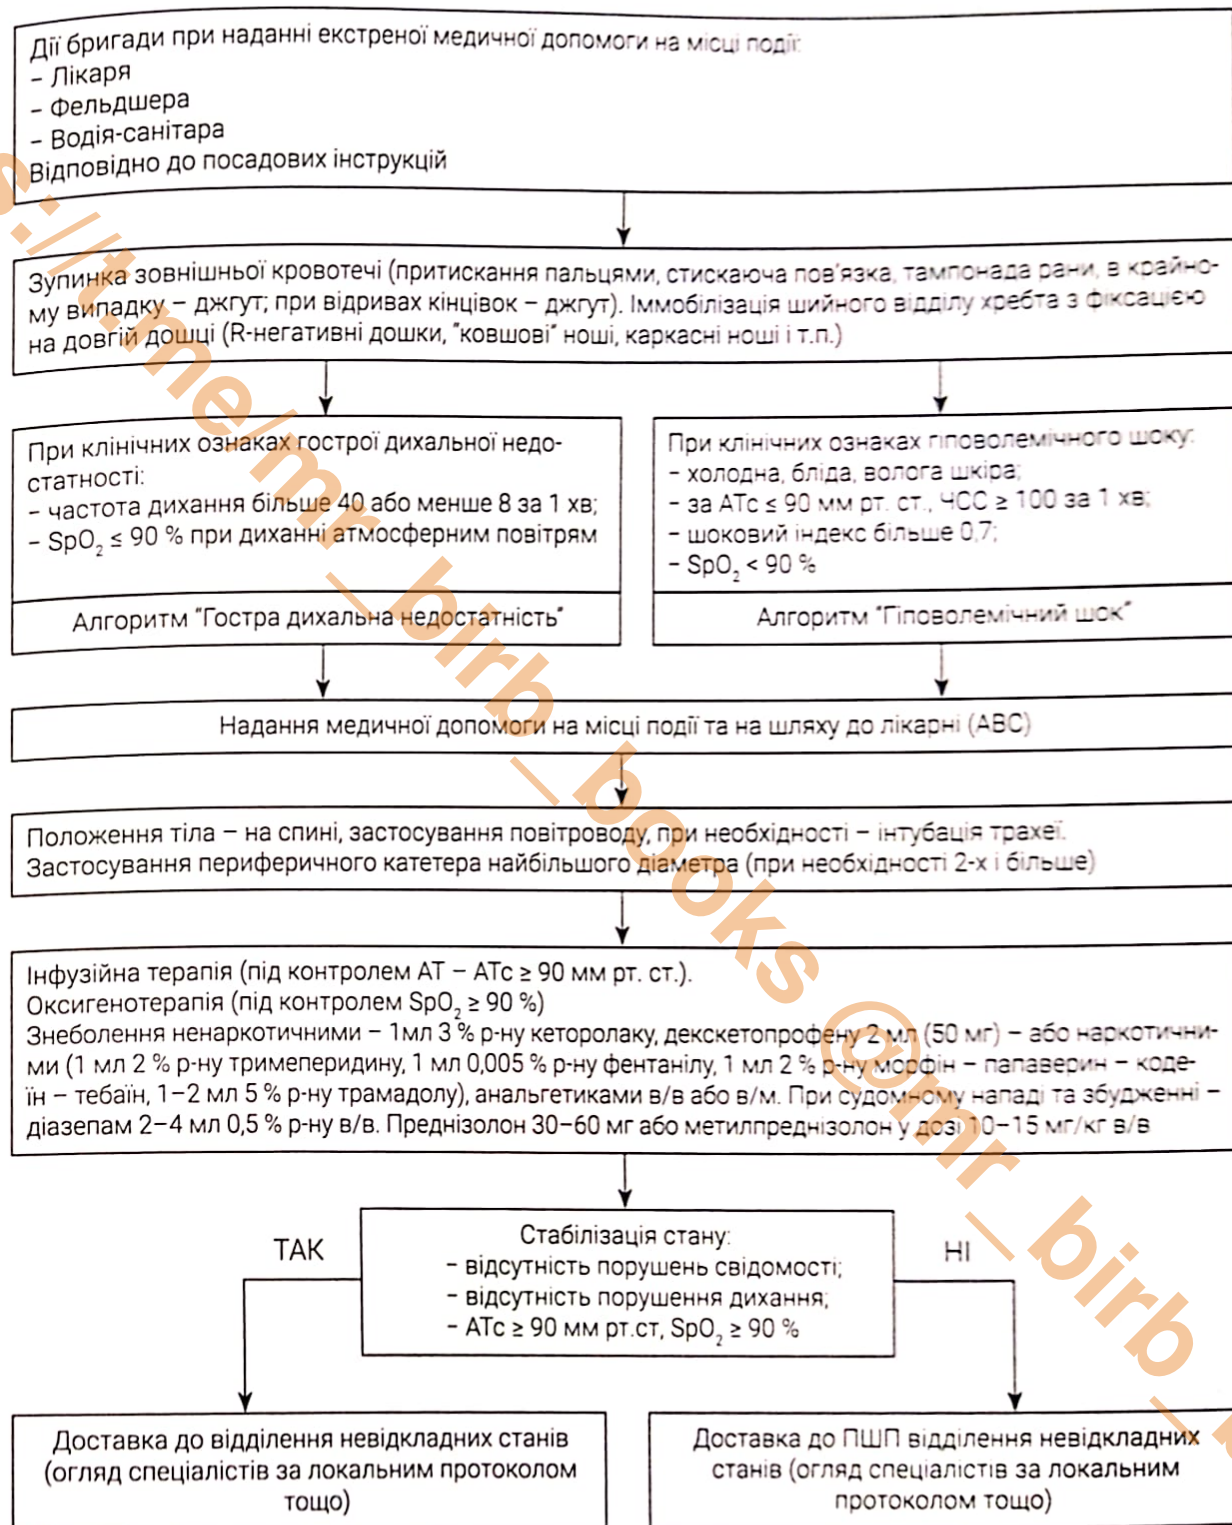 Дії бригади при наданні екстреної медичної допомоги на місці події:
– Лікаря
– Фельдшера
– Водія-санітара
Відповідно до посадових інструкцій
Зупинка зовнішньої кровотечі (притискання пальцями, стискаюча пов'язка, тампонада рани, в крайно-
му випадку – джгут; при відривах кінцівок – джгут). Іммобілізація шийного відділу хребта з фіксацією
на довгій дошці (R-негативні дошки, "ковшові" ноші, каркасні ноші і т.п.)
При клінічних ознаках гострої дихальної недо-
статності:
– частота дихання більше 40 або менше 8 за 1 хв;
– SpO₂ ≤ 90 % при диханні атмосферним повітрям
Алгоритм "Гостра дихальна недостатність"
При клінічних ознаках гіповолемічного шоку:
– холодна, бліда, волога шкіра;
– за АТс ≤ 90 мм рт. ст., ЧСС ≥ 100 за 1 хв;
– шоковий індекс більше 0,7;
– SpO₂ < 90 %
Алгоритм "Гіповолемічний шок"
Надання медичної допомоги на місці події та на шляху до лікарні (АВС)
Положення тіла – на спині, застосування повітроводу, при необхідності – інтубація трахеї.
Застосування периферичного катетера найбільшого діаметра (при необхідності 2-х і більше)
Інфузійна терапія (під контролем АТ – АТс ≥ 90 мм рт. ст.).
Оксигенотерапія (під контролем SpO₂ ≥ 90 %)
Знеболення ненаркотичними – 1мл 3 % р-ну кеторолаку, декскетопрофену 2 мл (50 мг) – або наркотични-
ми (1 мл 2 % р-ну тримеперидину, 1 мл 0,005 % р-ну фентанілу, 1 мл 2 % р-ну морфін – папаверин – коде-
їн – тебаїн, 1–2 мл 5 % р-ну трамадолу), анальгетиками в/в або в/м. При судомному нападі та збудженні –
діазепам 2–4 мл 0,5 % р-ну в/в. Преднізолон 30–60 мг або метилпреднізолон у дозі 10–15 мг/кг в/в
Стабілізація стану:
– відсутність порушень свідомості;
– відсутність порушення дихання;
– АТс ≥ 90 мм рт.ст, SpO₂ ≥ 90 %
ТАК
НІ
Доставка до відділення невідкладних станів
(огляд спеціалістів за локальним протоколом
тощо)
Доставка до ПШП відділення невідкладних
станів (огляд спеціалістів за локальним
протоколом тощо)
s://t.me/mr_birb_books @mr_birb_b